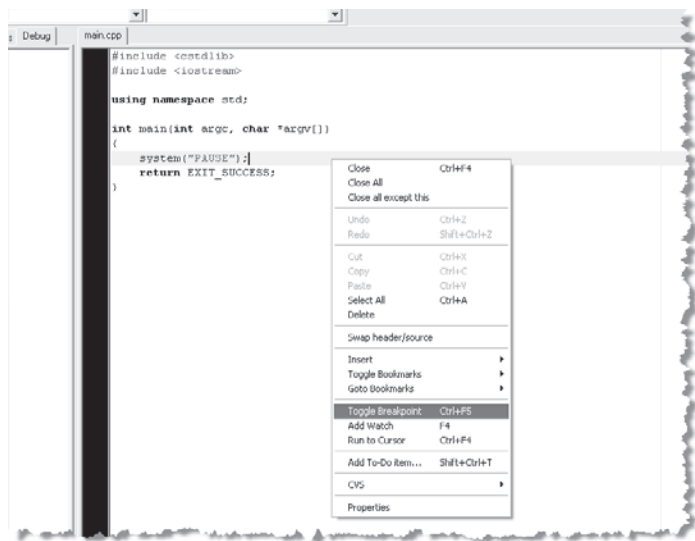 Debug
main.cpp
#include <cstdlib>
#include <iostream>
using namespace std;
int main(int argc, char *argv[])
{
system("PAUSE");
return EXIT_SUCCESS;
}
Close Ctrl+F4
Close All
Close all except this
Undo Ctrl+Z
Redo Shift+Ctrl+Z
Cut Ctrl+X
Copy Ctrl+C
Paste Ctrl+V
Select All Ctrl+A
Delete
Swap header/source
Insert
Toggle Bookmarks
Goto Bookmarks
Toggle Breakpoint Ctrl+F5
Add Watch F4
Run to Cursor Ctrl+F4
Add To-Do item... Shift+Ctrl+T
CVS
Properties